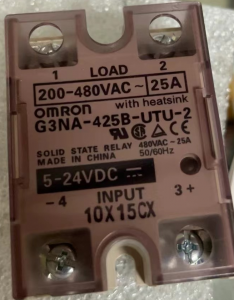 1 LOAD 2
200-480VAC ~ 25A
OMRON with heatsink
G3NA-425B-UTU-2
SOLID STATE RELAY 480VAC - 25A
MADE IN CHINA 50/60Hz
5-24VDC
-4 INPUT 3+
10X15CX